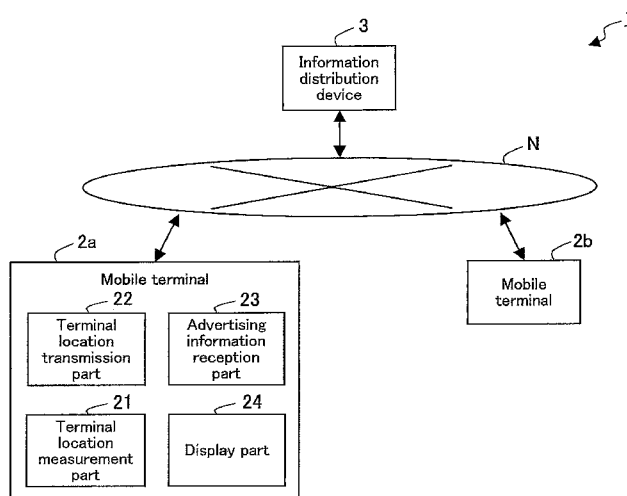 3
1
Information
distribution
device
N
2a
2b
Mobile terminal
Mobile
terminal
22
23
Terminal
location
transmission
part
Advertising
information
reception
part
21
24
Terminal
location
measurement
part
Display part